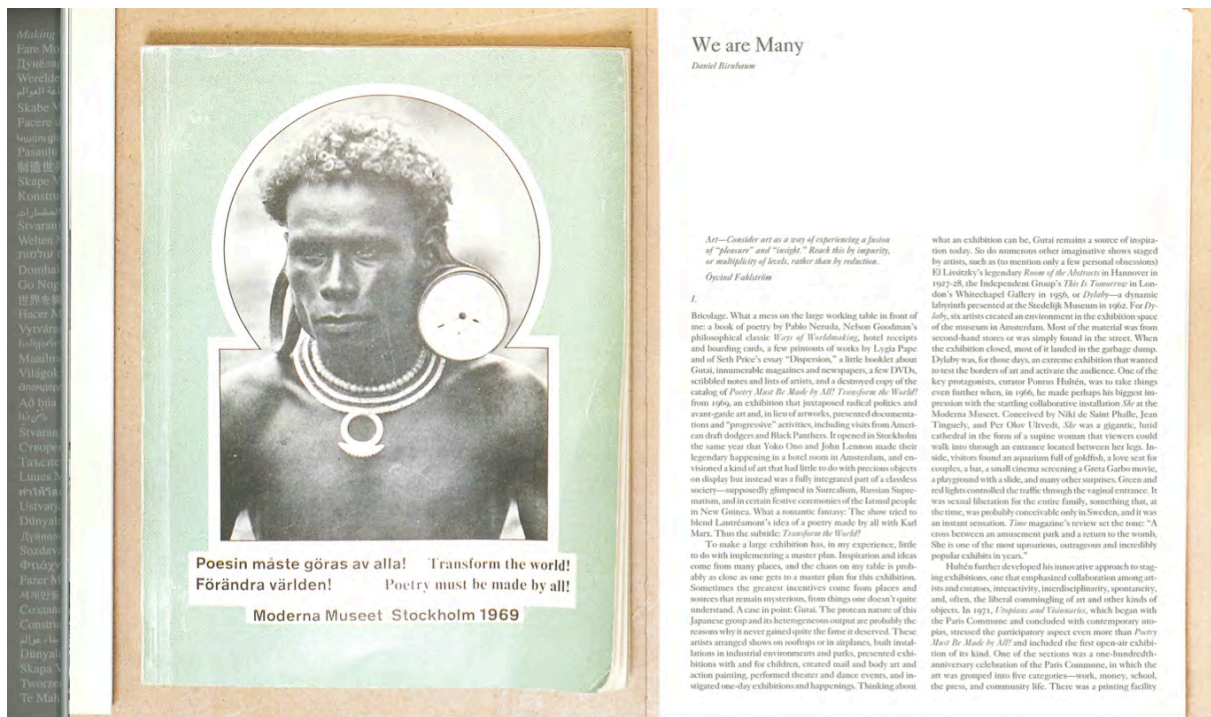 Making
Fare Mo
Werelde
Skabe
Facere
Pasaulu
制造世
Skape
Konstru
Stvaran
Welten
Domhai
Go Nog
世界を
Hacer M
Vytvára
Maailm
Világol
Að búa
Stvaran
Створе
Luues M
Ustvarj
Dünyal
Sozdav
Fazer M
Созда
Constru
Dünyala
Skapa
Tworze
Te Mah
Poesin måste göras av alla! Transform the world!
Förändra världen! Poetry must be made by all!
Moderna Museet Stockholm 1969
We are Many
Daniel Birnbaum
Art—Consider art as a way of experiencing a fusion
of “pleasure” and “insight.” Reach this by impurity,
or multiplicity of levels, rather than by reduction.
Öyvind Fahlström
I.
Bricolage. What a mess on the large working table in front of
me: a book of poetry by Pablo Neruda, Nelson Goodman's
philosophical classic Ways of Worldmaking, hotel receipts
and boarding cards, a few printouts of works by Lygia Pape
and of Seth Price's essay “Dispersion,” a little booklet about
Gutai, innumerable magazines and newspapers, a few DVDs,
scribbled notes and lists of artists, and a destroyed copy of the
catalog of Poetry Must Be Made by All! Transform the World!
from 1969, an exhibition that juxtaposed radical politics and
avant-garde art and, in lieu of artworks, presented documenta-
tions and “progressive” activities, including visits from Ameri-
can draft dodgers and Black Panthers. It opened in Stockholm
the same year that Yoko Ono and John Lennon made their
legendary happening in a hotel room in Amsterdam, and en-
visioned a kind of art that had little to do with precious objects
on display but instead was a fully integrated part of a classless
society—supposedly glimpsed in Surrealism, Russian Supre-
matism, and in certain festive ceremonies of the Iatmul people
in New Guinea. What a romantic fantasy: The show tried to
blend Lautréamont's idea of a poetry made by all with Karl
Marx. Thus the subtitle: Transform the World!
To make a large exhibition has, in my experience, little
to do with implementing a master plan. Inspiration and ideas
come from many places, and the chaos on my table is prob-
ably as close as one gets to a master plan for this exhibition.
Sometimes the greatest incentives come from places and
sources that remain mysterious, from things one doesn't quite
understand. A case in point: Gutai. The protean nature of this
Japanese group and its heterogeneous output are probably the
reasons why it never gained quite the fame it deserved. These
artists arranged shows on rooftops or in airplanes, built instal-
lations in industrial environments and parks, presented exhi-
bitions with and for children, created mail and body art and
action painting, performed theater and dance events, and in-
stigated one-day exhibitions and happenings. Thinking about
what an exhibition can be, Gutai remains a source of inspira-
tion today. So do numerous other imaginative shows staged
by artists, such as (to mention only a few personal obsessions)
El Lissitzky's legendary Room of the Abstracts in Hannover in
1927-28, the Independent Group's This Is Tomorrow in Lon-
don's Whitechapel Gallery in 1956, or Dylaby—a dynamic
labyrinth presented at the Stedelijk Museum in 1962. For Dy-
laby, six artists created an environment in the exhibition space
of the museum in Amsterdam. Most of the material was from
second-hand stores or was simply found in the street. When
the exhibition closed, most of it landed in the garbage dump.
Dylaby was, for those days, an extreme exhibition that wanted
to test the borders of art and activate the audience. One of the
key protagonists, curator Pontus Hultén, was to take things
even further when, in 1966, he made perhaps his biggest im-
pression with the startling collaborative installation She at the
Moderna Museet. Conceived by Niki de Saint Phalle, Jean
Tinguely, and Per Olov Ultvedt, She was a gigantic, lurid
cathedral in the form of a supine woman that viewers could
walk into through an entrance located between her legs. In-
side, visitors found an aquarium full of goldfish, a love seat for
couples, a bar, a small cinema screening a Greta Garbo movie,
a playground with a slide, and many other surprises. Green and
red lights controlled the traffic through the vaginal entrance. It
was sexual liberation for the entire family, something that, at
the time, was probably conceivable only in Sweden, and it was
an instant sensation. Time magazine's review set the tone: “A
cross between an amusement park and a return to the womb,
She is one of the most uproarious, outrageous and incredibly
popular exhibits in years.”
Hultén further developed his innovative approach to stag-
ing exhibitions, one that emphasized collaboration among art-
ists and curators, interactivity, interdisciplinarity, spontaneity,
and, often, the liberal commingling of art and other kinds of
objects. In 1971, Utopians and Visionaries, which began with
the Paris Commune and concluded with contemporary uto-
pias, stressed the participatory aspect even more than Poetry
Must Be Made by All! and included the first open-air exhibi-
tion of its kind. One of the sections was a one-hundredth-
anniversary celebration of the Paris Commune, in which the
art was grouped into five categories—work, money, school,
the press, and community life. There was a printing facility